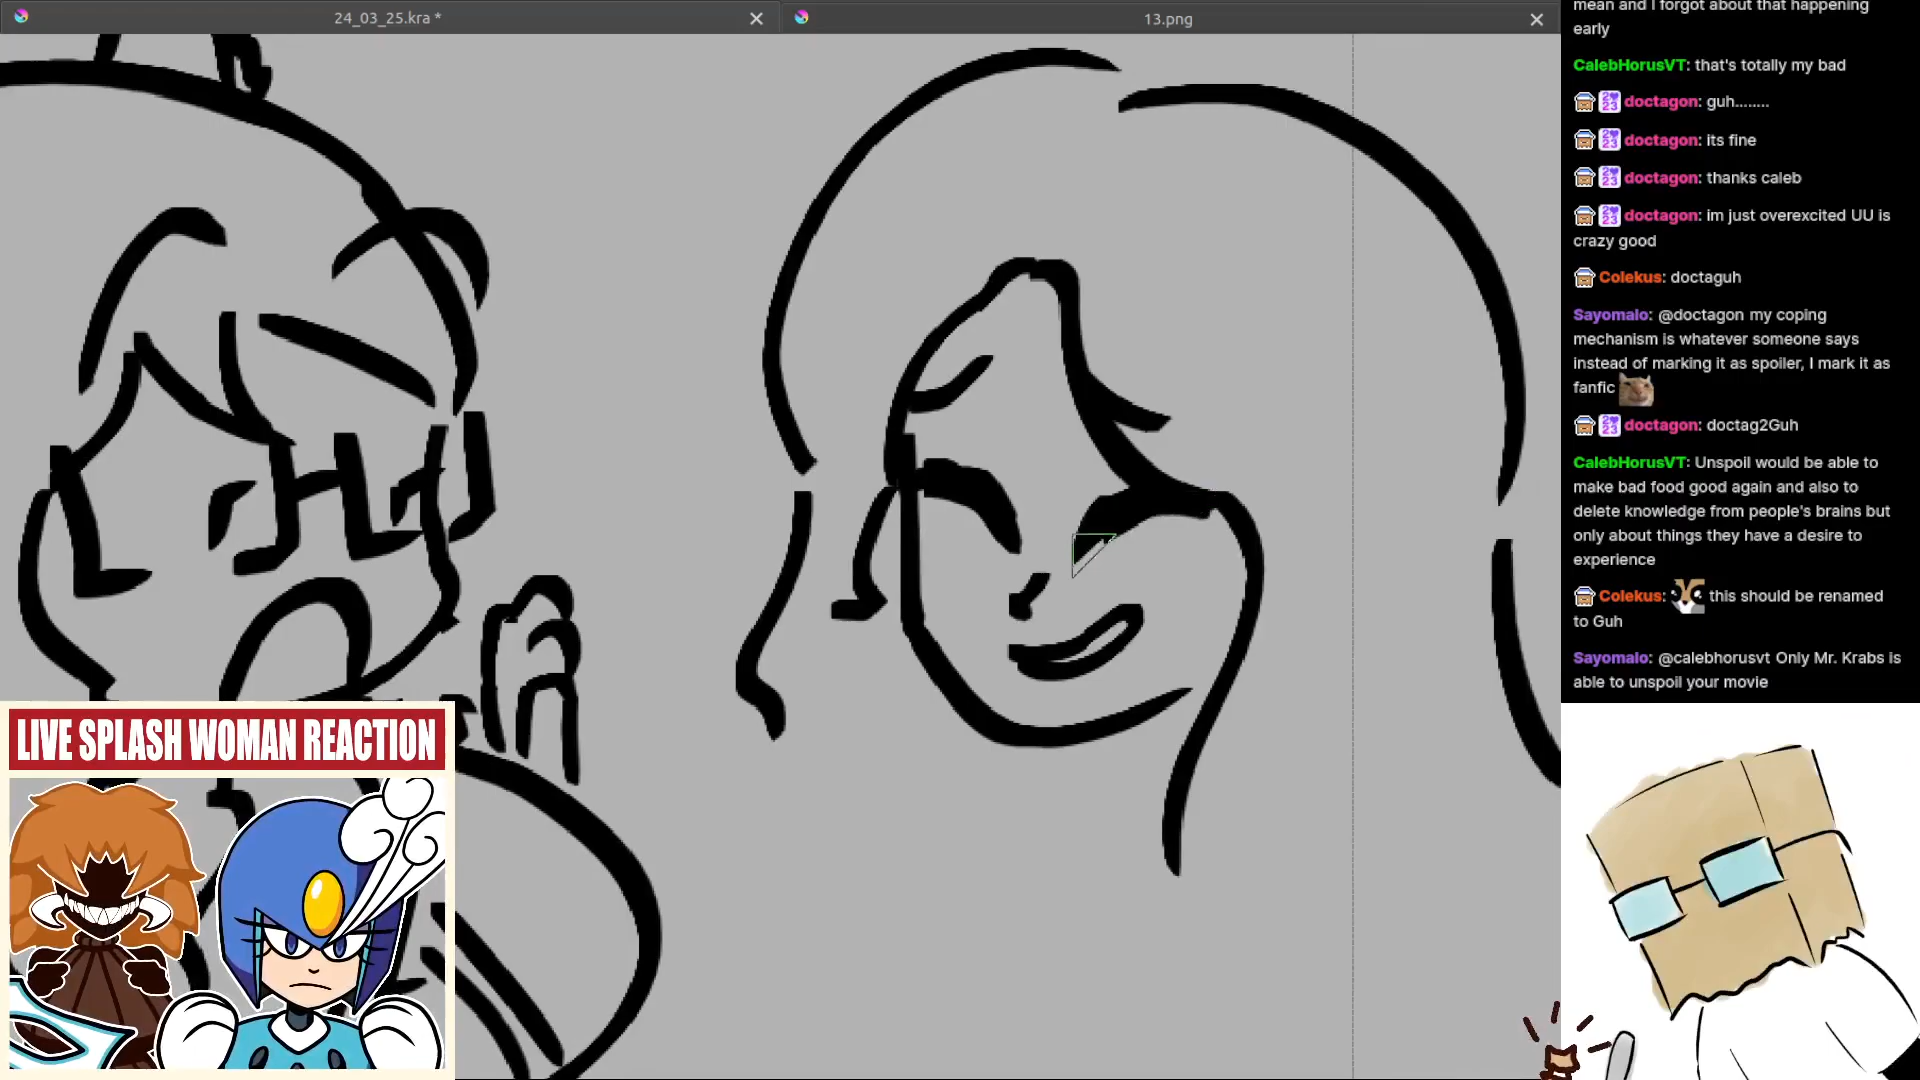 24_03_25.kra *
13.png
mean and I forgot about that happening
early
CalebHorusVT: that's totally my bad
doctagon: guh........
doctagon: its fine
doctagon: thanks caleb
doctagon: im just overexcited UU is
crazy good
Colekus: doctaguh
Sayomalo: @doctagon my coping
mechanism is whatever someone says
instead of marking it as spoiler, I mark it as
fanfic
doctagon: doctag2Guh
CalebHorusVT: Unspoil would be able to
make bad food good again and also to
delete knowledge from people's brains but
only about things they have a desire to
experience
Colekus: this should be renamed
to Guh
Sayomalo: @calebhorusvt Only Mr. Krabs is
able to unspoil your movie
LIVE SPLASH WOMAN REACTION